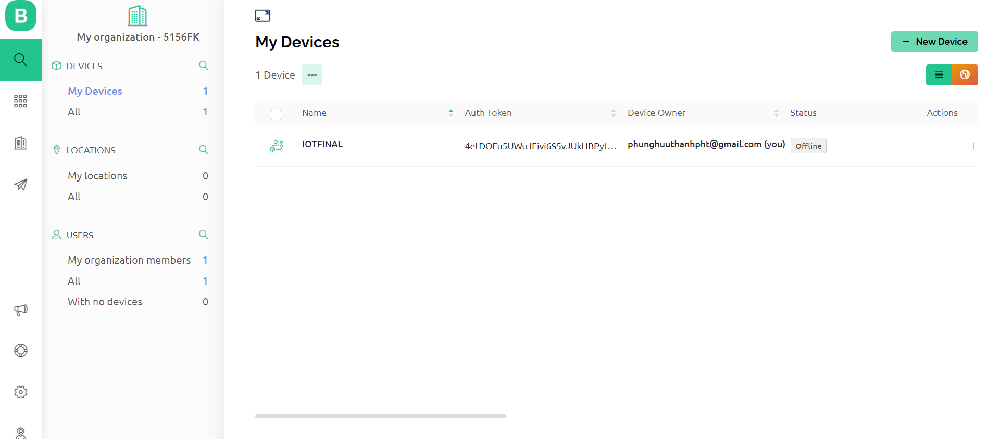 B
My organization - 5156FK
DEVICES
My Devices 1
All 1
LOCATIONS
My locations 0
All 0
USERS
My organization members 1
All 1
With no devices 0
My Devices
+ New Device
1 Device
Name Auth Token Device Owner Status Actions
IOTFINAL 4etDOFu5UWuJEivi6S5vJUkHBPyt... phunghuuthanhpht@gmail.com (you) Offline